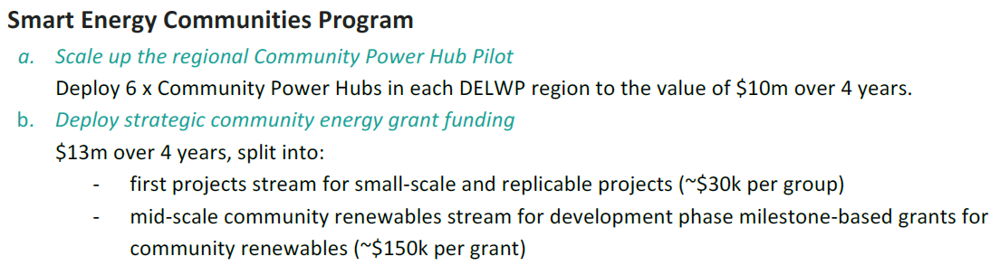 Smart Energy Communities Program
a. Scale up the regional Community Power Hub Pilot
Deploy 6 x Community Power Hubs in each DELWP region to the value of $10m over 4 years.
b. Deploy strategic community energy grant funding
$13m over 4 years, split into:
- first projects stream for small-scale and replicable projects (~$30k per group)
- mid-scale community renewables stream for development phase milestone-based grants for
community renewables (~$150k per grant)